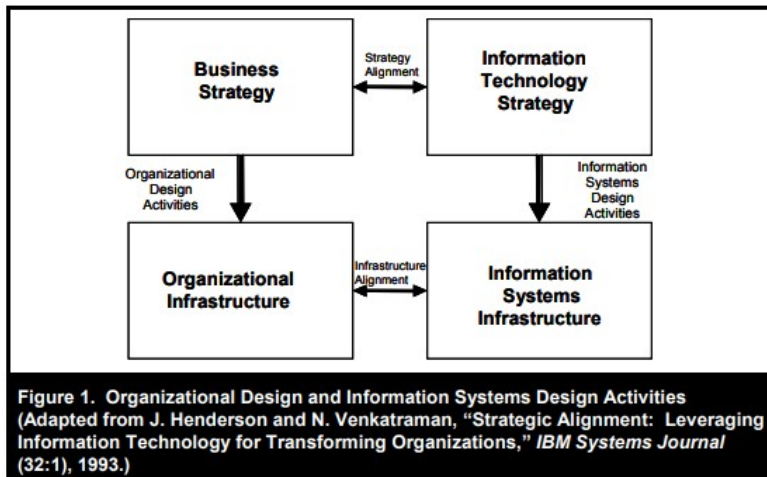 Business
Strategy
Strategy
Alignment
Information
Technology
Strategy
Organizational
Design
Activities
Information
Systems
Design
Activities
Organizational
Infrastructure
Infrastructure
Alignment
Information
Systems
Infrastructure
Figure 1. Organizational Design and Information Systems Design Activities
(Adapted from J. Henderson and N. Venkatraman, “Strategic Alignment: Leveraging
Information Technology for Transforming Organizations,” IBM Systems Journal
(32:1), 1993.)